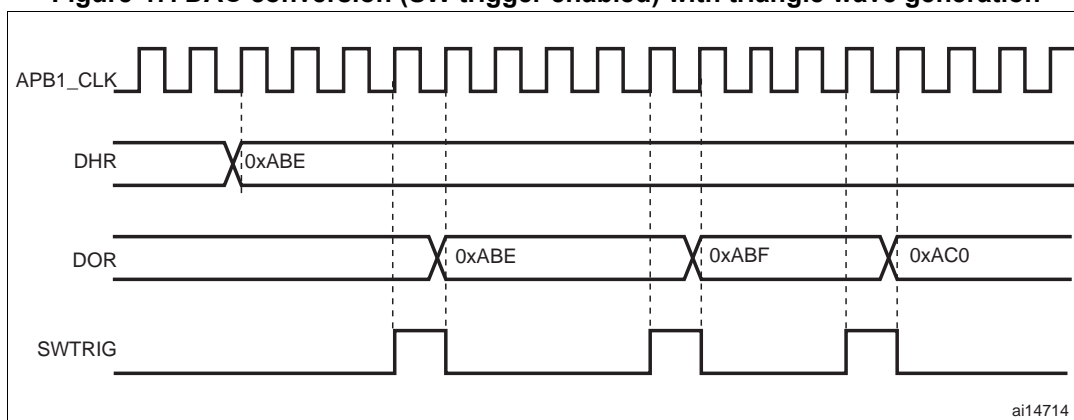 Figure 47. DAC conversion (SW trigger enabled) with triangle wave generation
APB1_CLK
DHR
0xABE
DOR
0xABE
0xABF
0xAC0
SWTRIG
ai14714